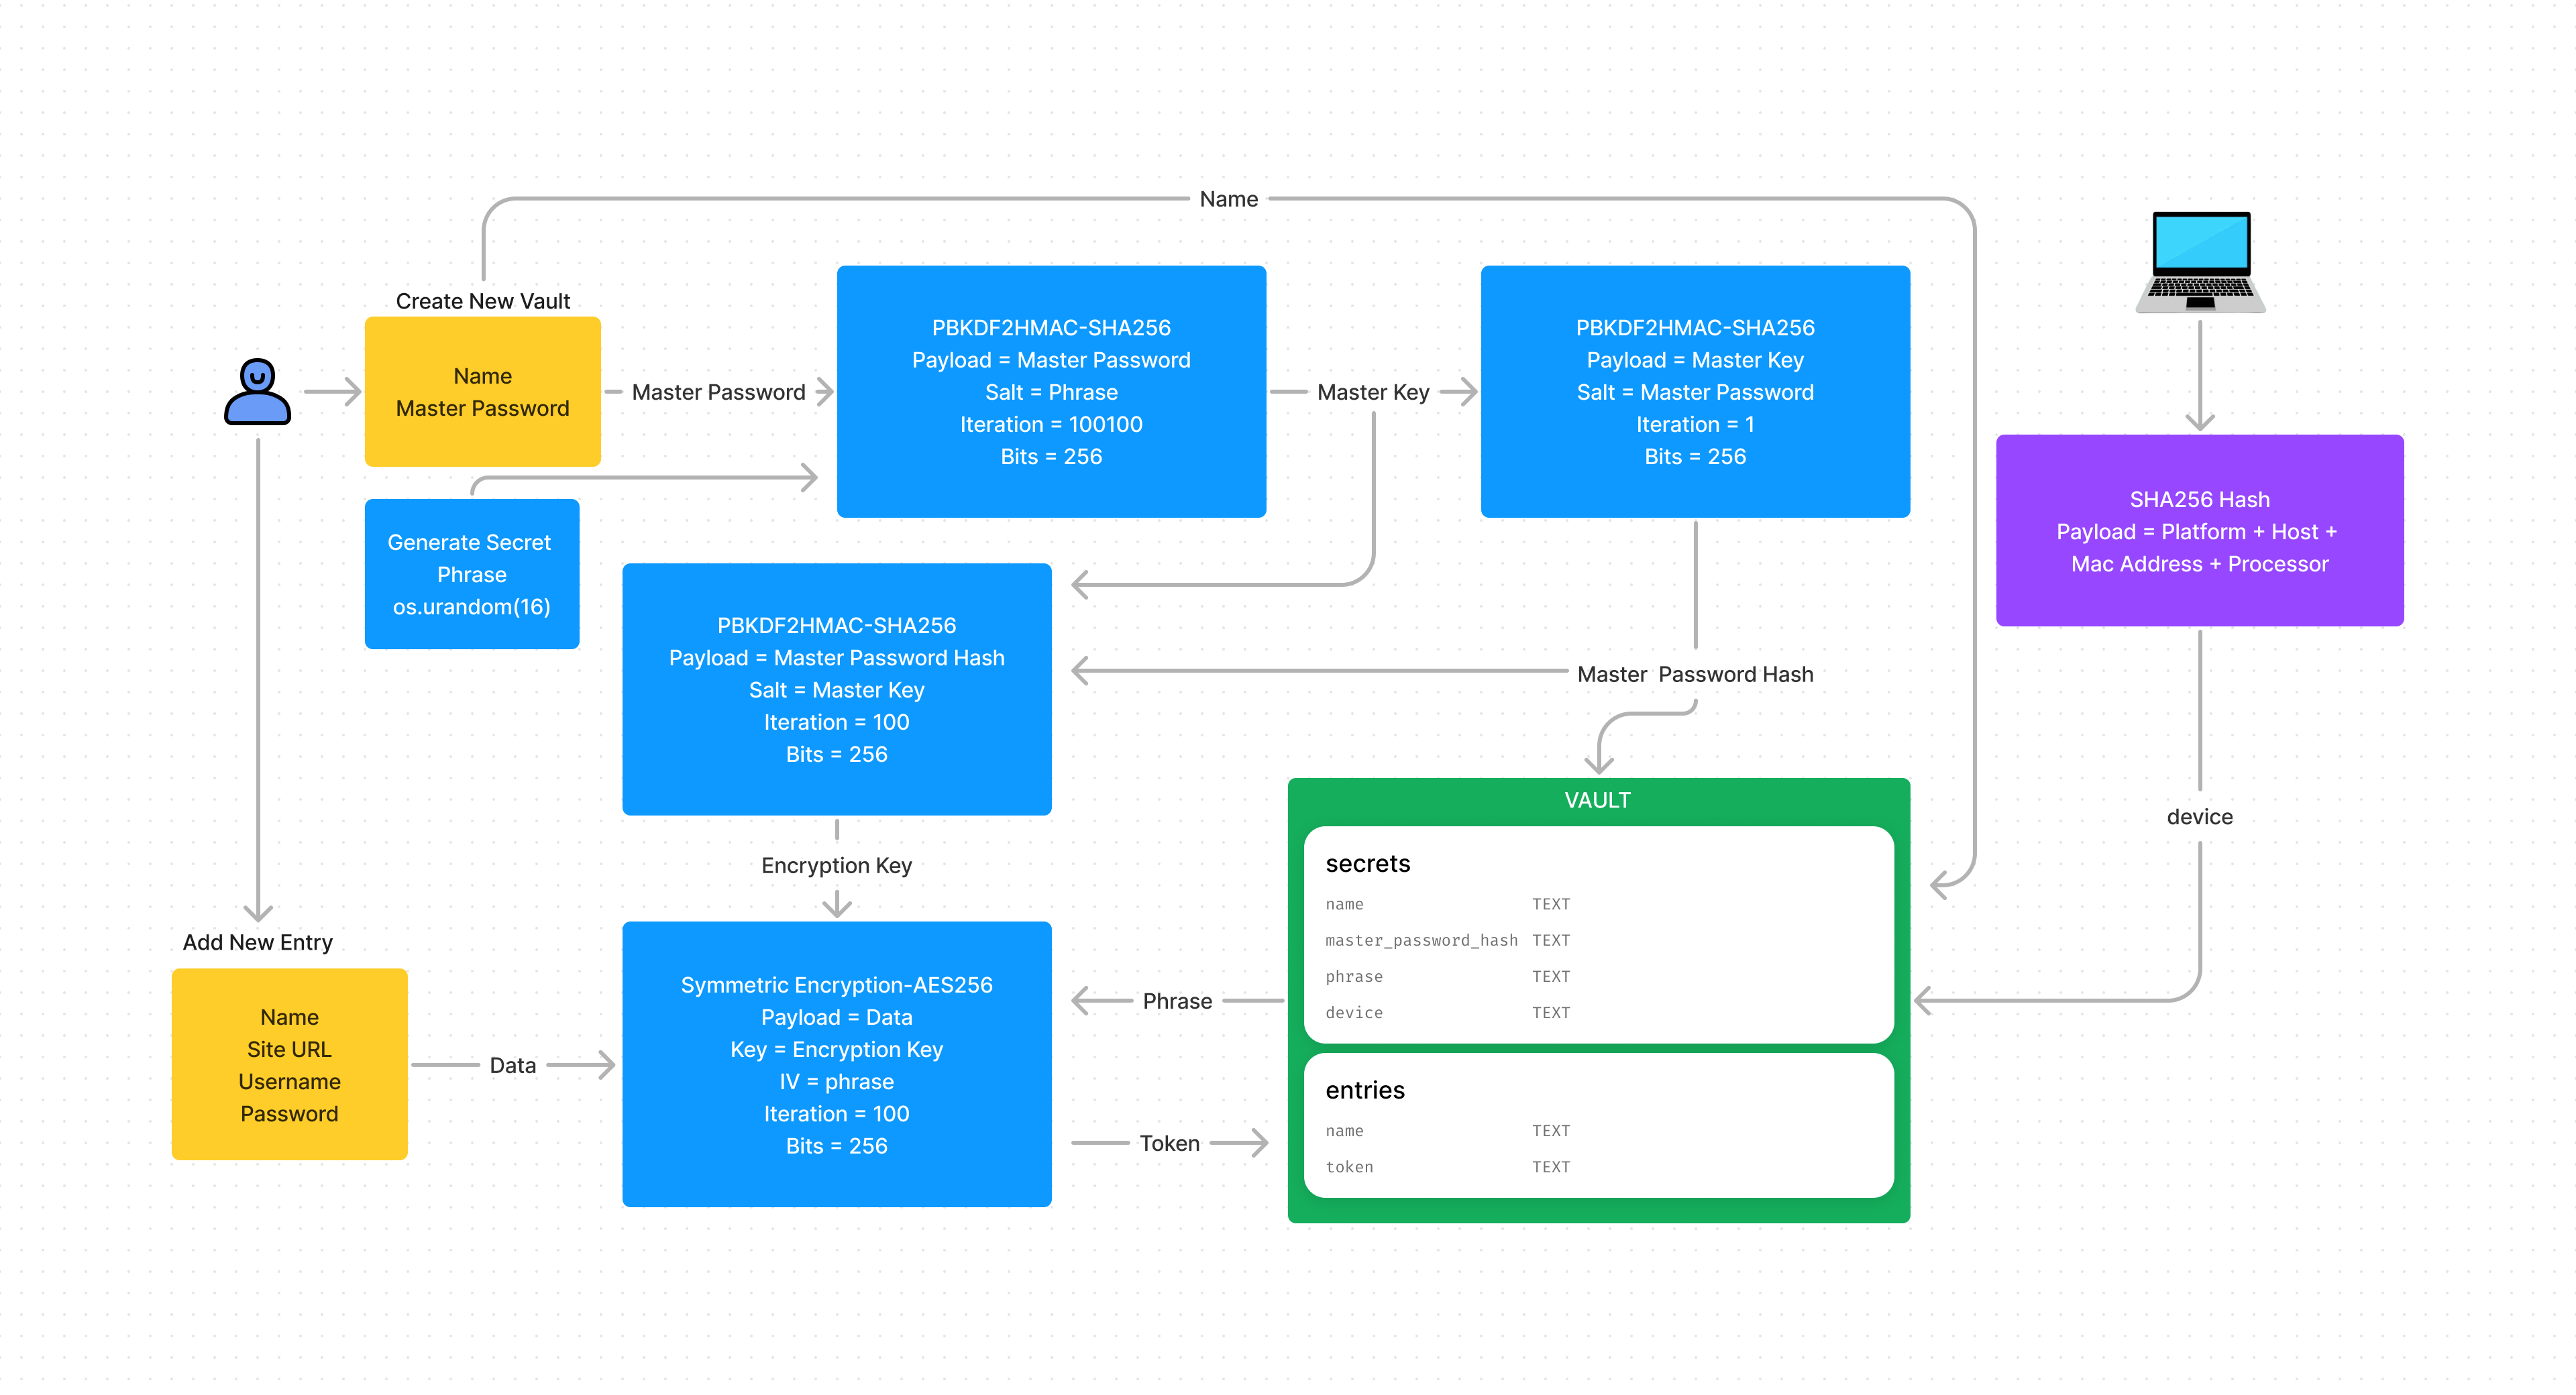 Name
Create New Vault
Name
Master Password
Master Password
PBKDF2HMAC-SHA256
Payload = Master Password
Salt = Phrase
Iteration = 100100
Bits = 256
Master Key
PBKDF2HMAC-SHA256
Payload = Master Key
Salt = Master Password
Iteration = 1
Bits = 256
SHA256 Hash
Payload = Platform + Host +
Mac Address + Processor
Generate Secret
Phrase
os.urandom(16)
PBKDF2HMAC-SHA256
Payload = Master Password Hash
Salt = Master Key
Iteration = 100
Bits = 256
Master  Password Hash
device
Encryption Key
Add New Entry
Name
Site URL
Username
Password
Data
Symmetric Encryption-AES256
Payload = Data
Key = Encryption Key
IV = phrase
Iteration = 100
Bits = 256
Phrase
Token
VAULT
secrets
name TEXT
master_password_hash TEXT
phrase TEXT
device TEXT
entries
name TEXT
token TEXT